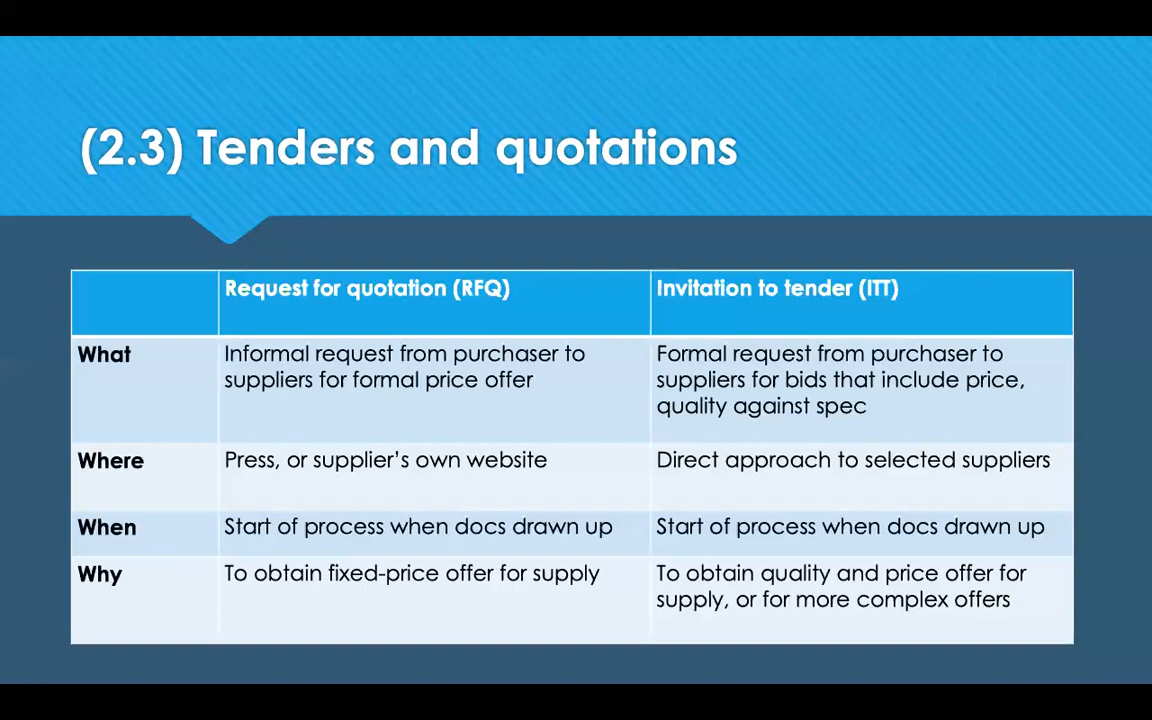 (2.3) Tenders and quotations
Request for quotation (RFQ)
Invitation to tender (ITT)
What
Informal request from purchaser to
suppliers for formal price offer
Formal request from purchaser to
suppliers for bids that include price,
quality against spec
Where
Press, or supplier’s own website
Direct approach to selected suppliers
When
Start of process when docs drawn up
Start of process when docs drawn up
Why
To obtain fixed-price offer for supply
To obtain quality and price offer for
supply, or for more complex offers